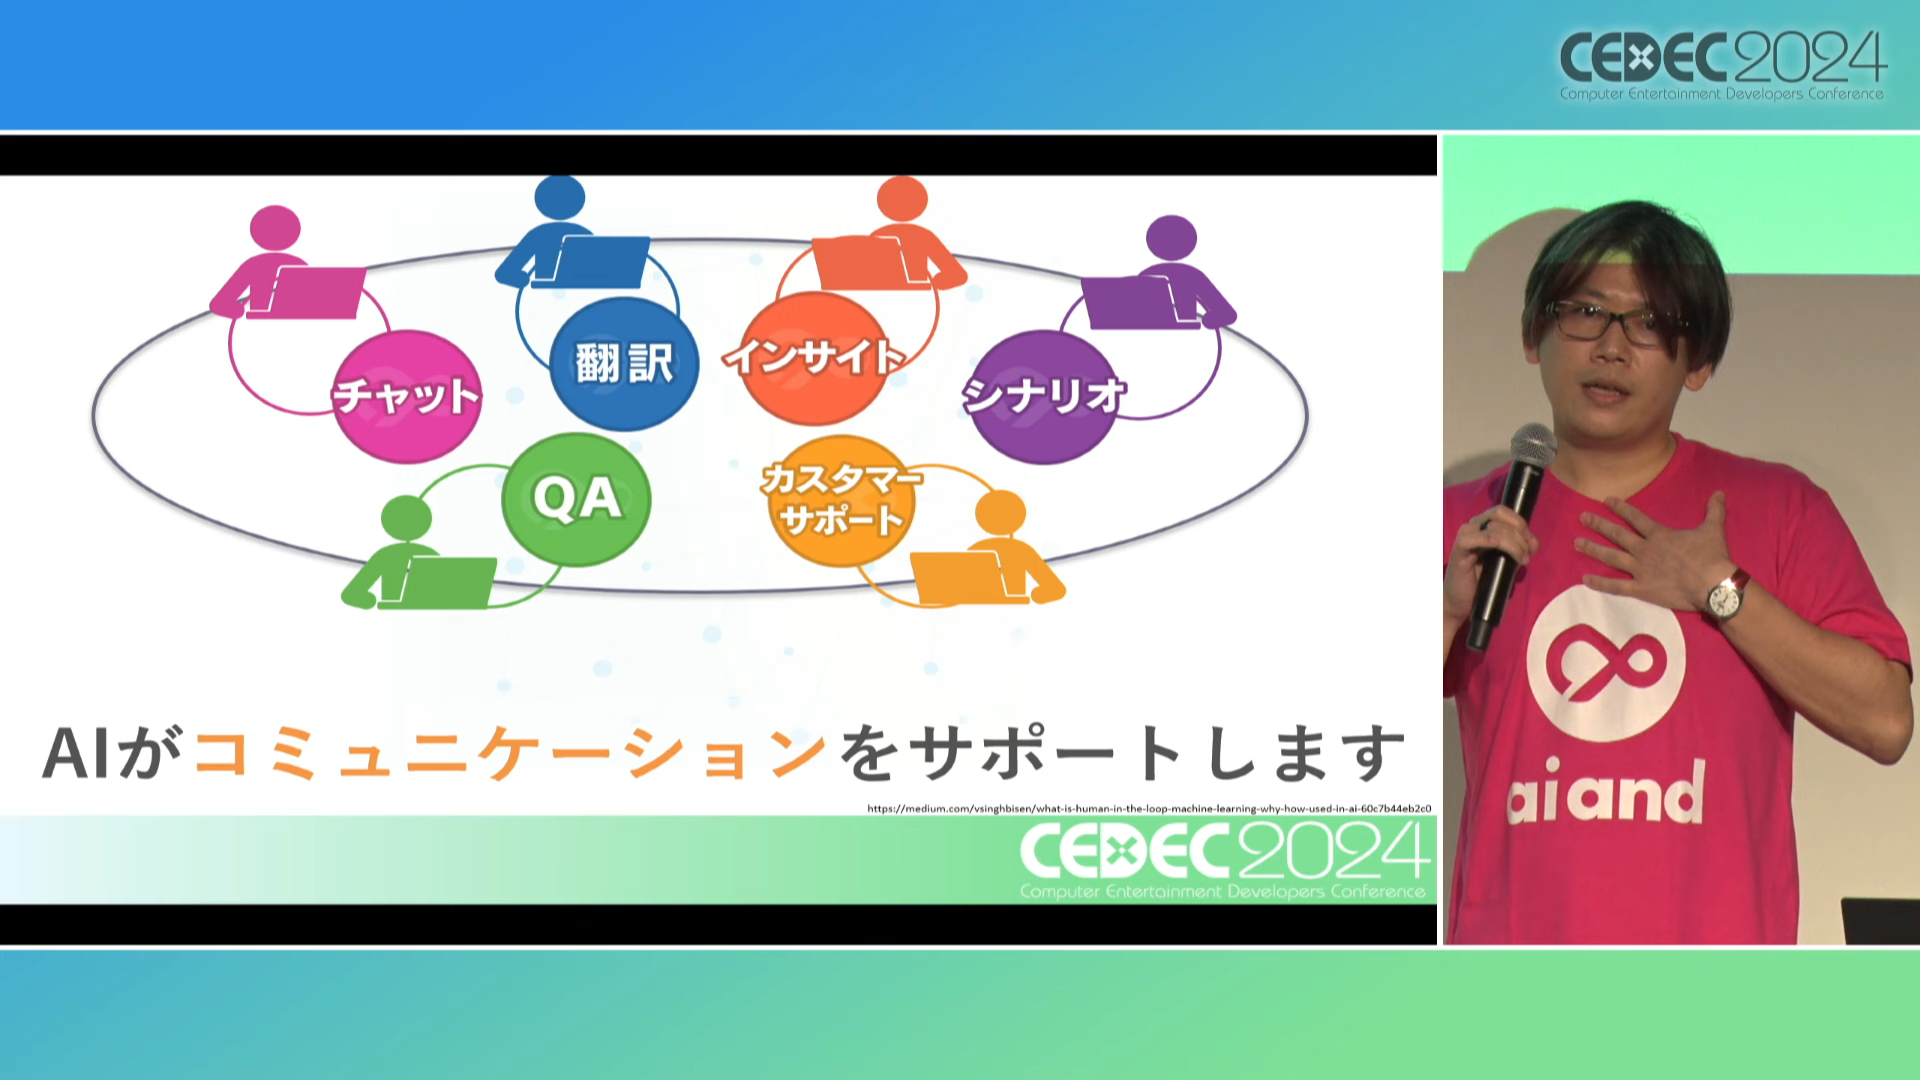 CEDEC2024
Computer Entertainment Developers Conference
チャット
翻訳
インサイト
シナリオ
QA
カスタマー
サポート
AIがコミュニケーションをサポートします
https://medium.com/vsinghbisen/what-is-human-in-the-loop-machine-learning-why-how-used-in-ai-60c7b44eb2c0
CEDEC2024
Computer Entertainment Developers Conference
ai and